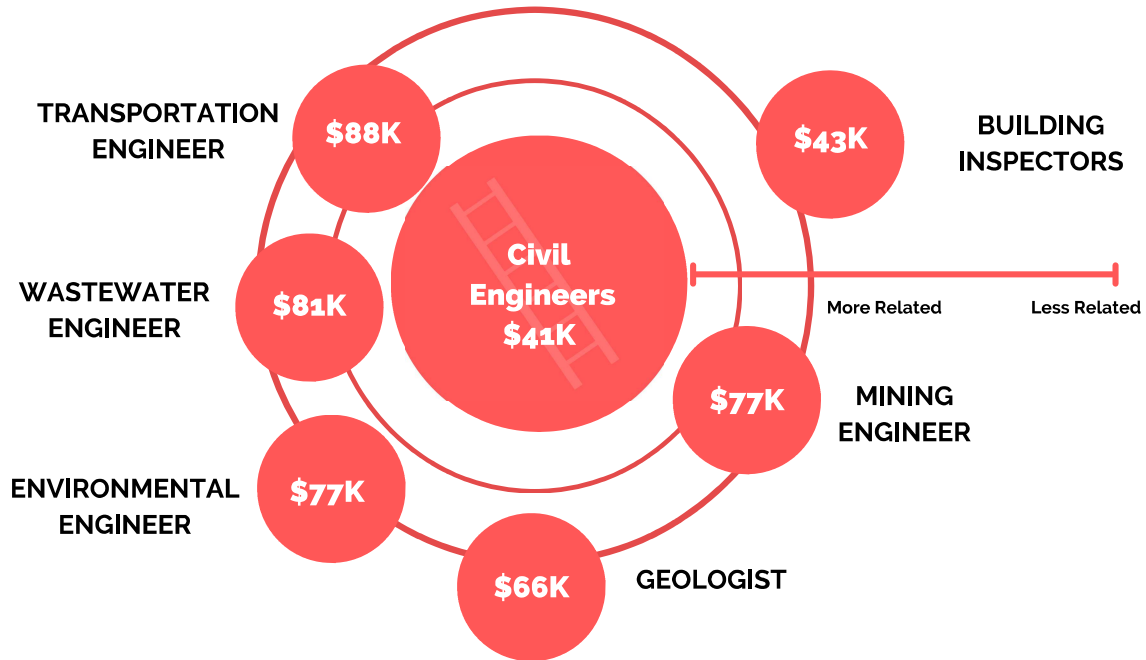 TRANSPORTATION
ENGINEER
$88K
$43K
BUILDING
INSPECTORS
Civil
Engineers
$41K
More Related
Less Related
WASTEWATER
ENGINEER
$81K
$77K
MINING
ENGINEER
ENVIRONMENTAL
ENGINEER
$77K
$66K
GEOLOGIST